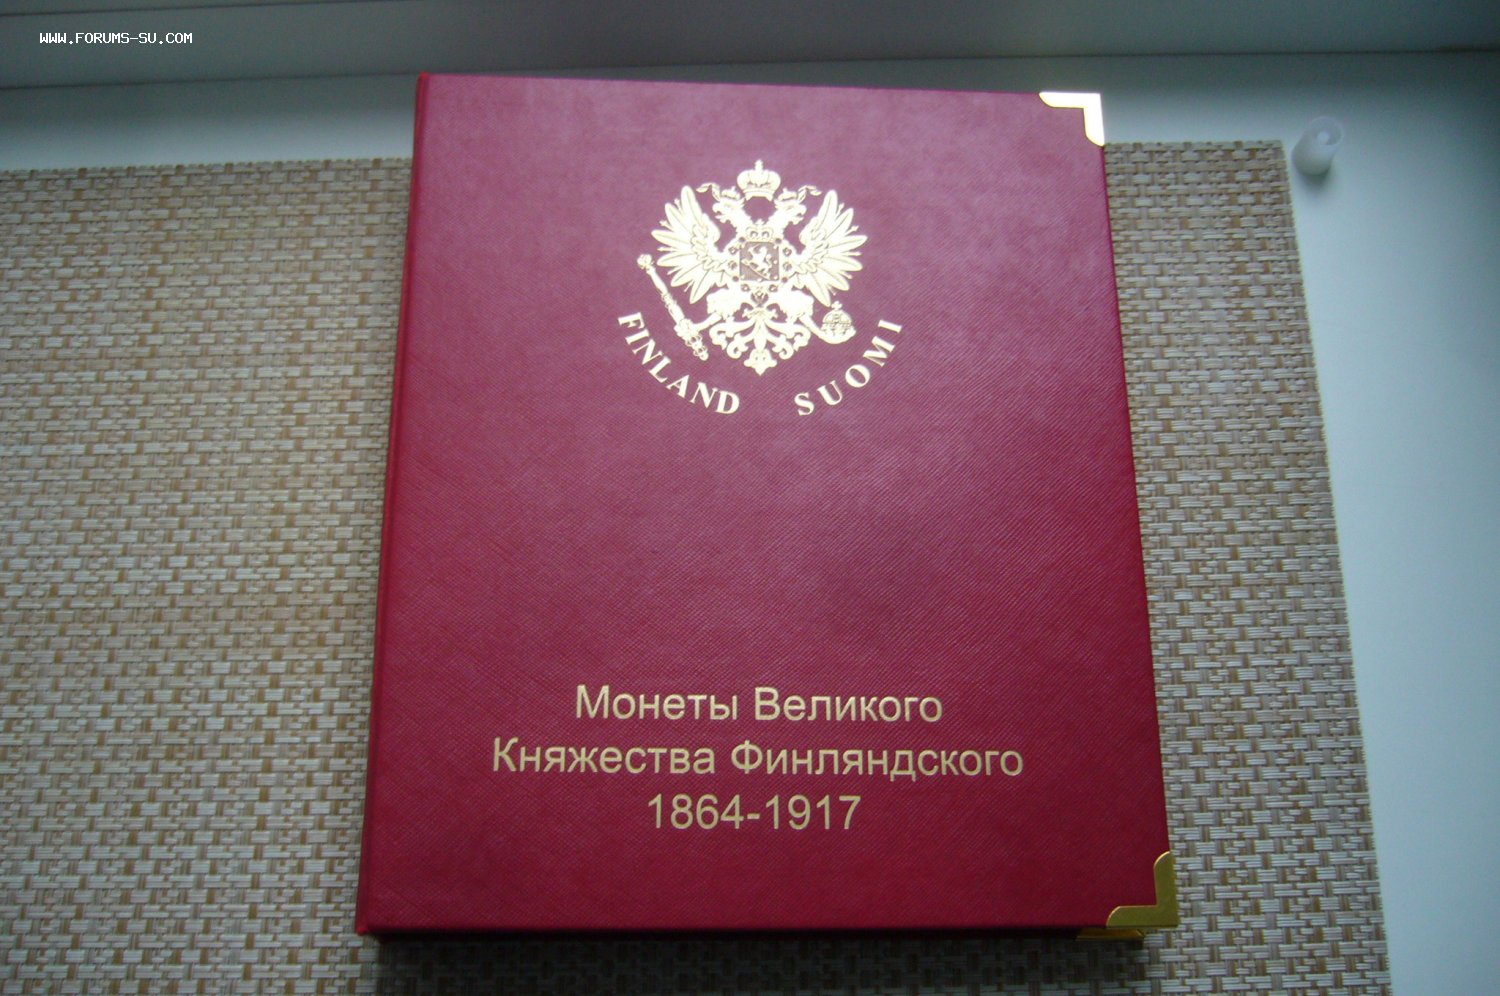 WWW.FORUMS-SU.COM
FINLAND SUOMI
Монеты Великого
Княжества Финляндского
1864-1917